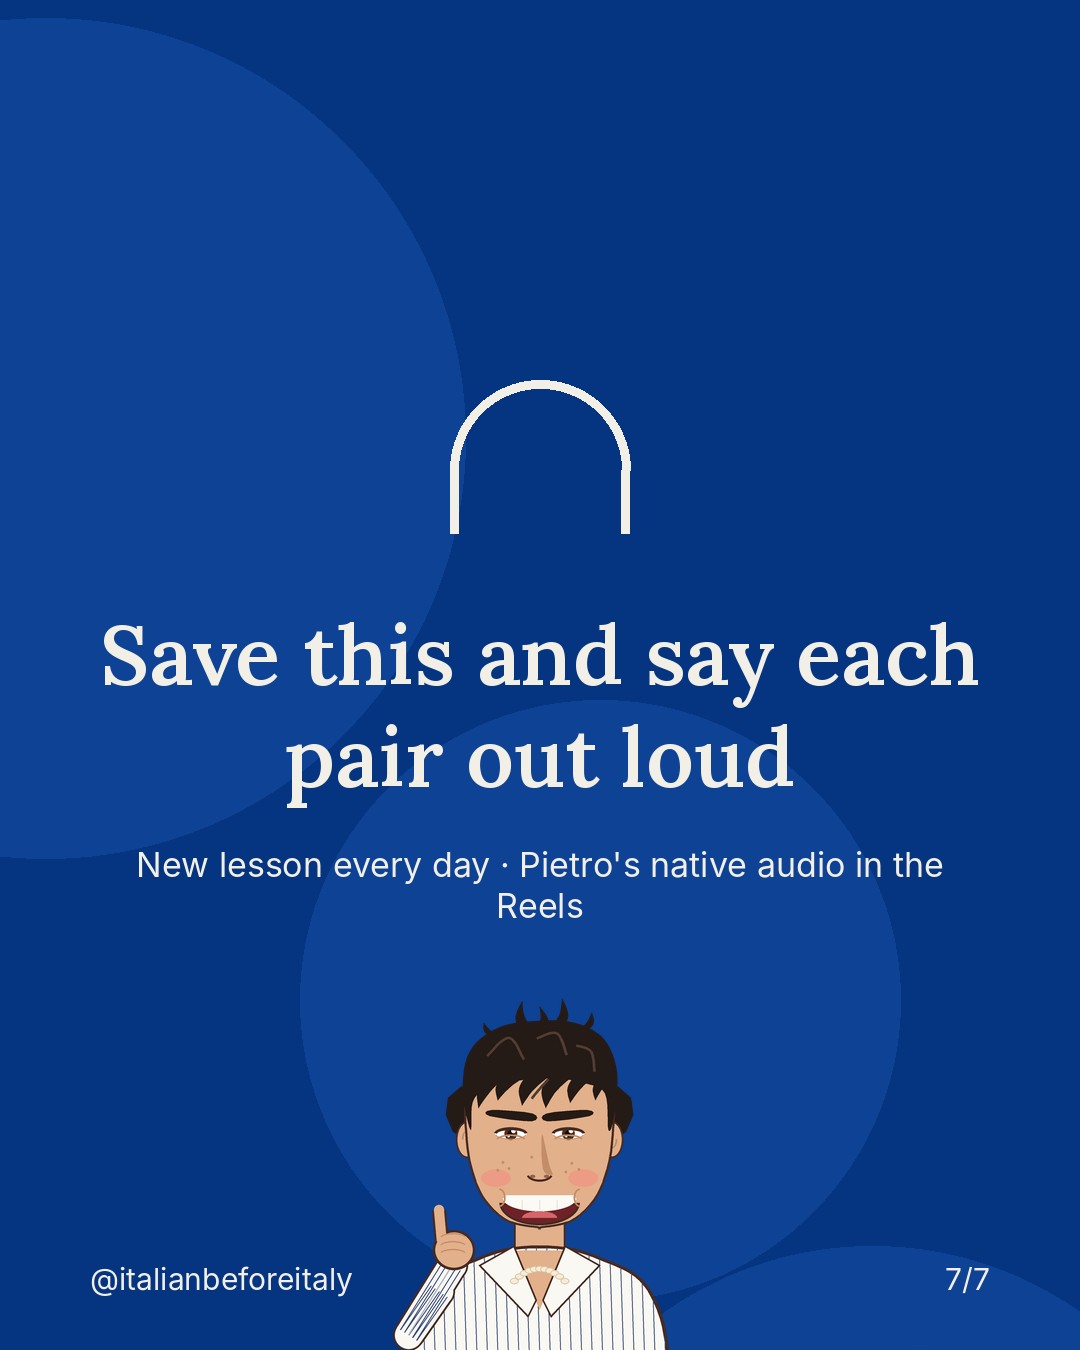 Save this and say each
pair out loud
New lesson every day · Pietro's native audio in the
Reels
@italianbeforeitaly
7/7